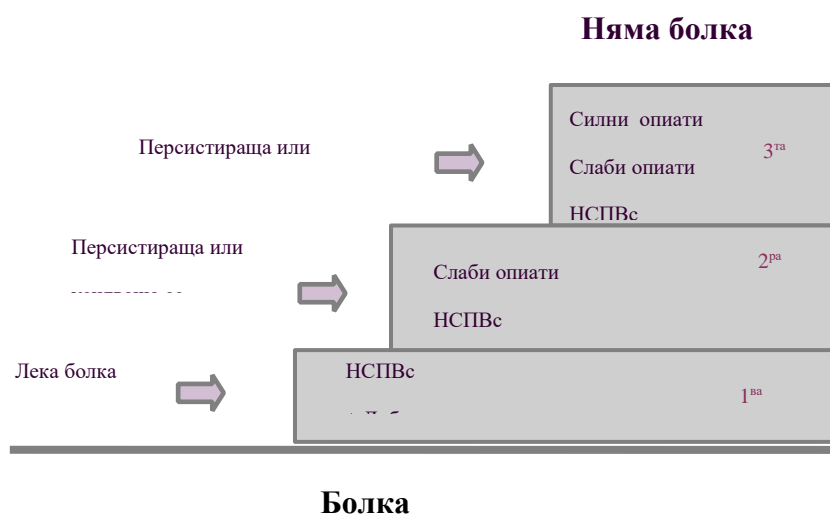 Няма болка
Силни опиати
Персистираща или
3та
Слаби опиати
НСПВс
Персистираща или
2ра
Слаби опиати
НСПВс
Лека болка
НСПВс
1ва
Болка